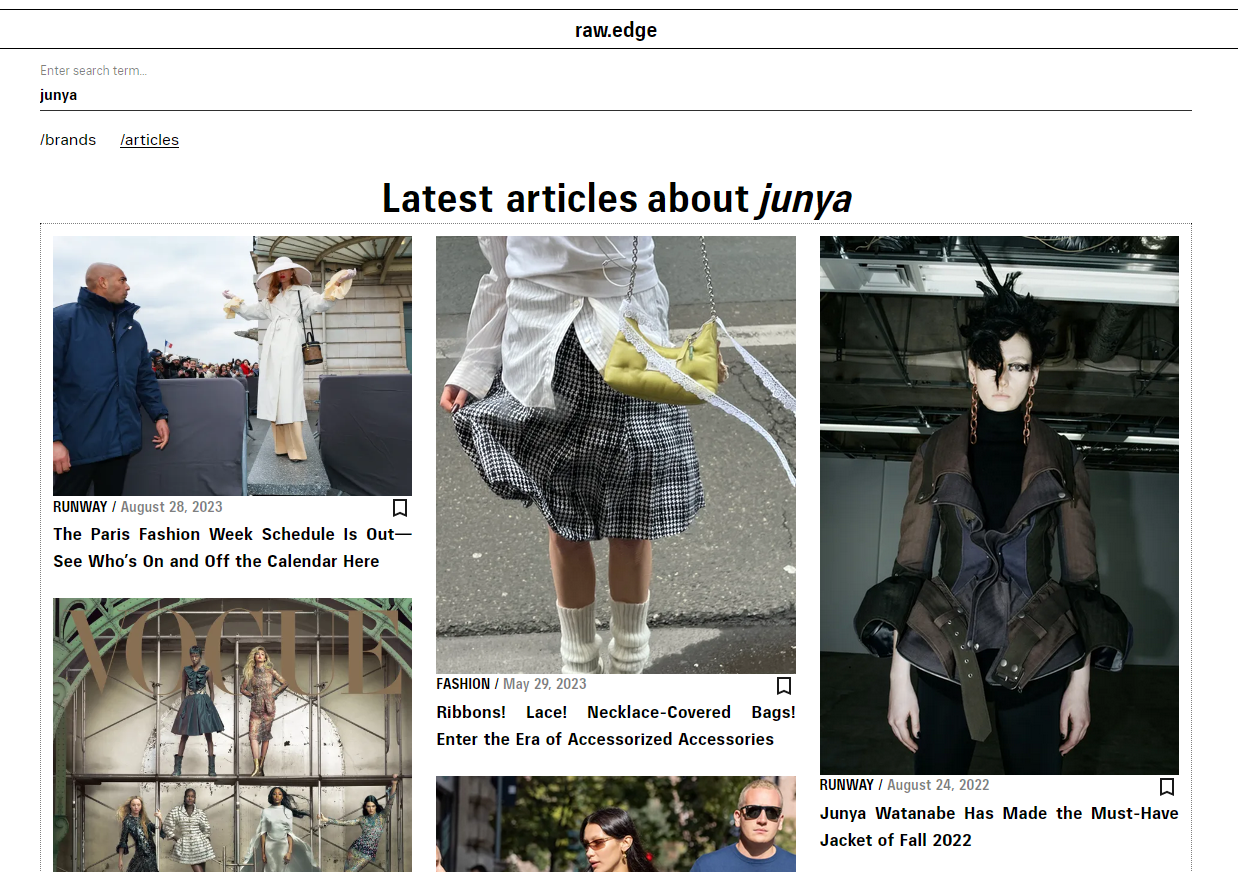 raw.edge
Enter search term...
junya
/brands /articles
Latest articles about junya
RUNWAY / August 28, 2023
The Paris Fashion Week Schedule Is Out—
See Who's On and Off the Calendar Here
VOGUE
FASHION / May 29, 2023
Ribbons! Lace! Necklace-Covered Bags!
Enter the Era of Accessorized Accessories
RUNWAY / August 24, 2022
Junya Watanabe Has Made the Must-Have
Jacket of Fall 2022